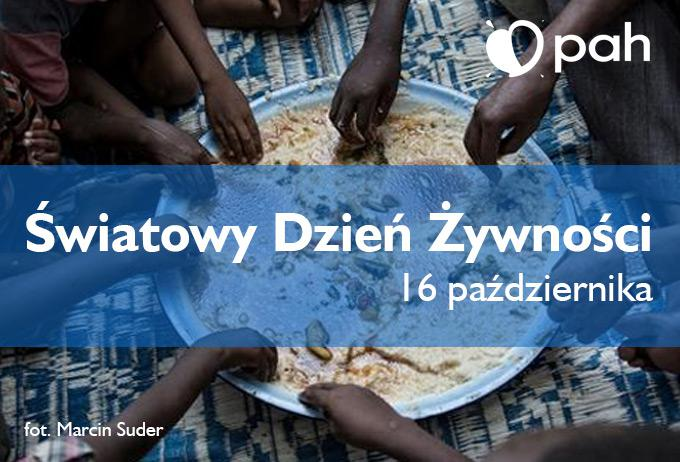 pah
Światowy Dzień Żywności
16 października
fot. Marcin Suder